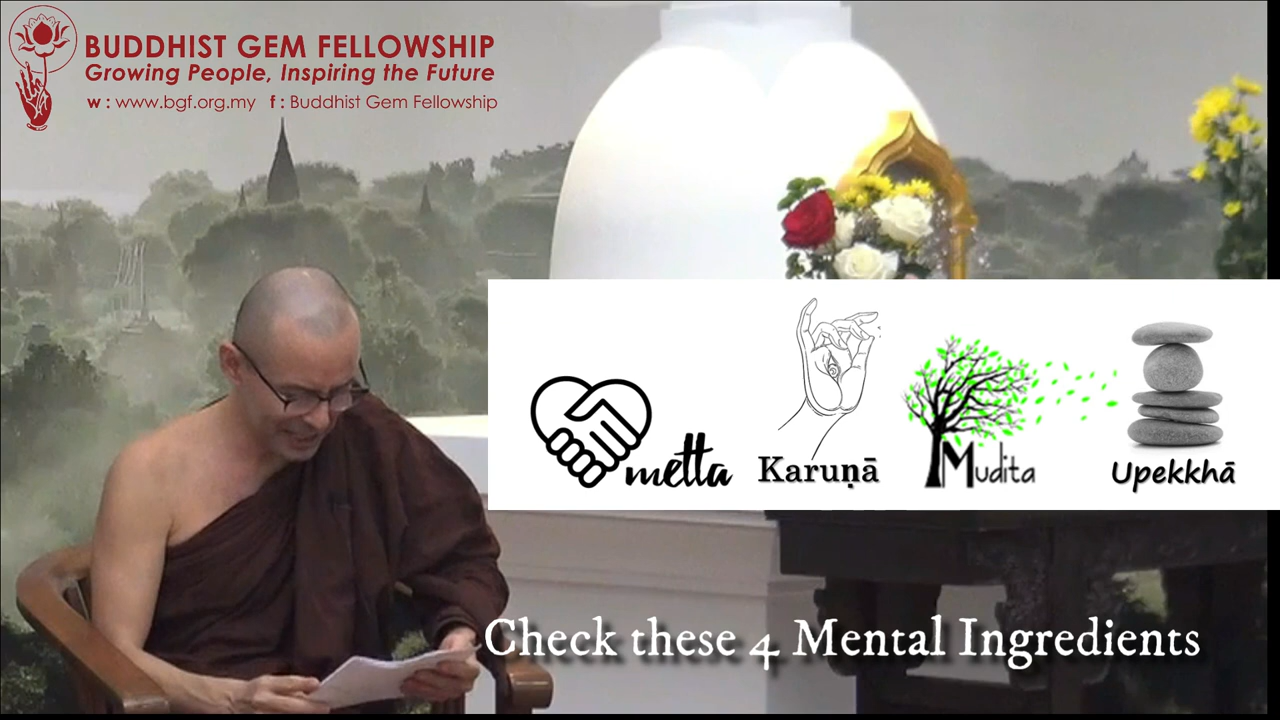 BUDDHIST GEM FELLOWSHIP
Growing People, Inspiring the Future
w : www.bgf.org.my f : Buddhist Gem Fellowship
metta Karuṇā Mudita Upekkhā
Check these 4 Mental Ingredients